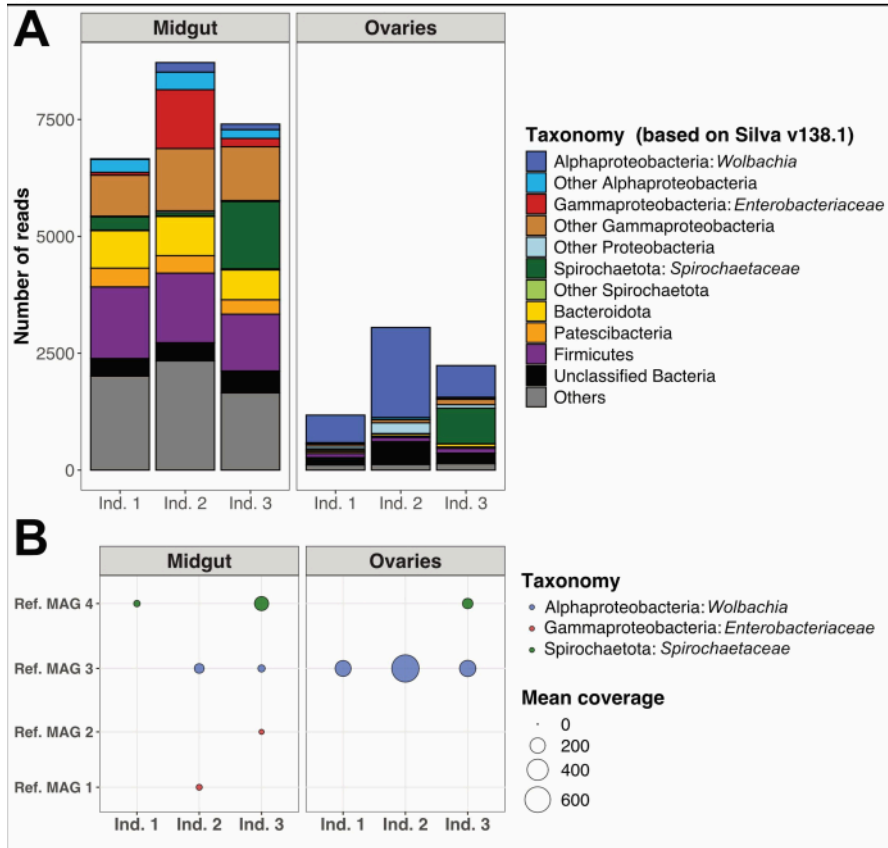 A
Midgut
Ovaries
Number of reads
7500
5000
2500
0
Ind. 1
Ind. 2
Ind. 3
Ind. 1
Ind. 2
Ind. 3
Taxonomy (based on Silva v138.1)
Alphaproteobacteria: Wolbachia
Other Alphaproteobacteria
Gammaproteobacteria: Enterobacteriaceae
Other Gammaproteobacteria
Other Proteobacteria
Spirochaetota: Spirochaetaceae
Other Spirochaetota
Bacteroidota
Patescibacteria
Firmicutes
Unclassified Bacteria
Others
B
Midgut
Ovaries
Ref. MAG 4
Ref. MAG 3
Ref. MAG 2
Ref. MAG 1
Ind. 1
Ind. 2
Ind. 3
Ind. 1
Ind. 2
Ind. 3
Taxonomy
Alphaproteobacteria: Wolbachia
Gammaproteobacteria: Enterobacteriaceae
Spirochaetota: Spirochaetaceae
Mean coverage
0
200
400
600